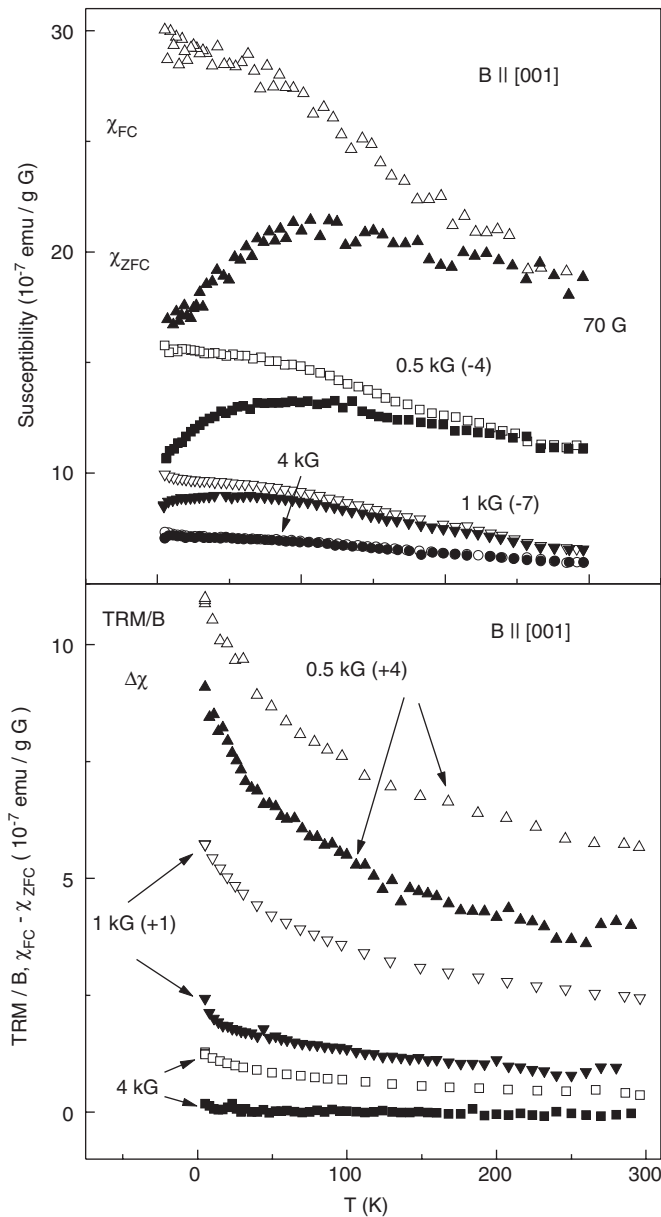 30
B || [001]
χFC
χZFC
20
Susceptibility (10⁻⁷ emu / g G)
70 G
0.5 kG (-4)
10
4 kG
1 kG (-7)
TRM/B
B || [001]
10
Δχ
0.5 kG (+4)
5
TRM / B, χFC - χZFC ( 10⁻⁷ emu / g G)
1 kG (+1)
4 kG
0
0 100 200 300
T (K)